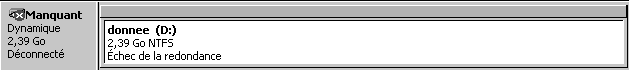 Manquant
Dynamique
2,39 Go
Déconnecté
donnee (D:)
2,39 Go NTFS
Échec de la redondance